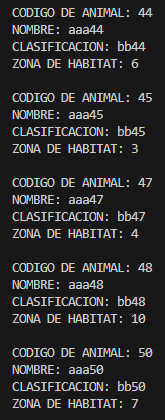 CODIGO DE ANIMAL: 44
NOMBRE: aaa44
CLASIFICACION: bb44
ZONA DE HABITAT: 6
CODIGO DE ANIMAL: 45
NOMBRE: aaa45
CLASIFICACION: bb45
ZONA DE HABITAT: 3
CODIGO DE ANIMAL: 47
NOMBRE: aaa47
CLASIFICACION: bb47
ZONA DE HABITAT: 4
CODIGO DE ANIMAL: 48
NOMBRE: aaa48
CLASIFICACION: bb48
ZONA DE HABITAT: 10
CODIGO DE ANIMAL: 50
NOMBRE: aaa50
CLASIFICACION: bb50
ZONA DE HABITAT: 7